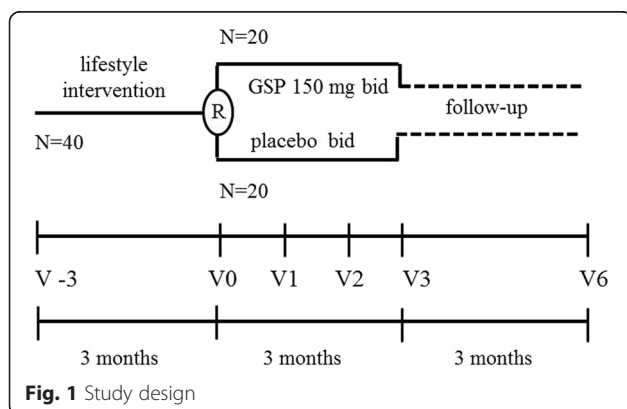 N=20
lifestyle
intervention
GSP 150 mg bid
R
follow-up
N=40
placebo bid
N=20
V -3 V0 V1 V2 V3 V6
3 months 3 months 3 months
Fig. 1 Study design